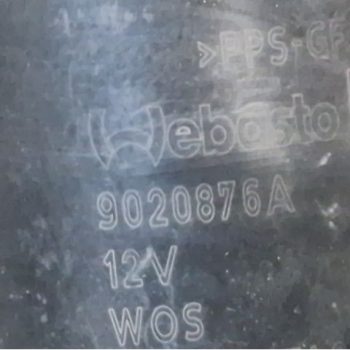 >PPS-GF
Webasto
9020876A
12V
WOS